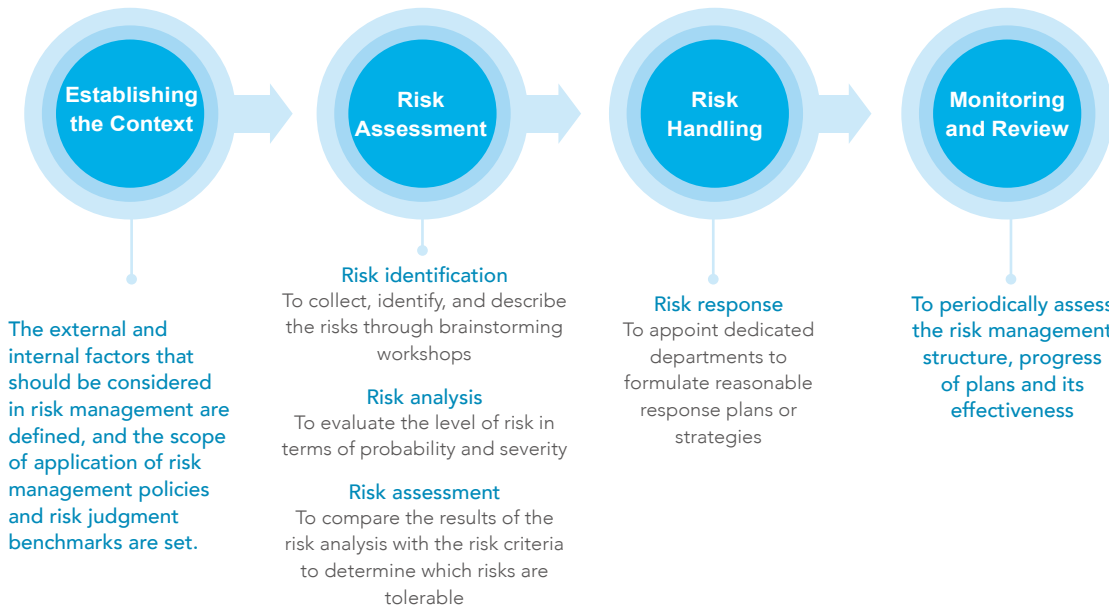 Establishing
the Context
Risk
Assessment
Risk
Handling
Monitoring
and Review
The external and
internal factors that
should be considered
in risk management are
defined, and the scope
of application of risk
management policies
and risk judgment
benchmarks are set.
Risk identification
To collect, identify, and describe
the risks through brainstorming
workshops
Risk analysis
To evaluate the level of risk in
terms of probability and severity
Risk assessment
To compare the results of the
risk analysis with the risk criteria
to determine which risks are
tolerable
Risk response
To appoint dedicated
departments to
formulate reasonable
response plans or
strategies
To periodically assess
the risk management
structure, progress
of plans and its
effectiveness